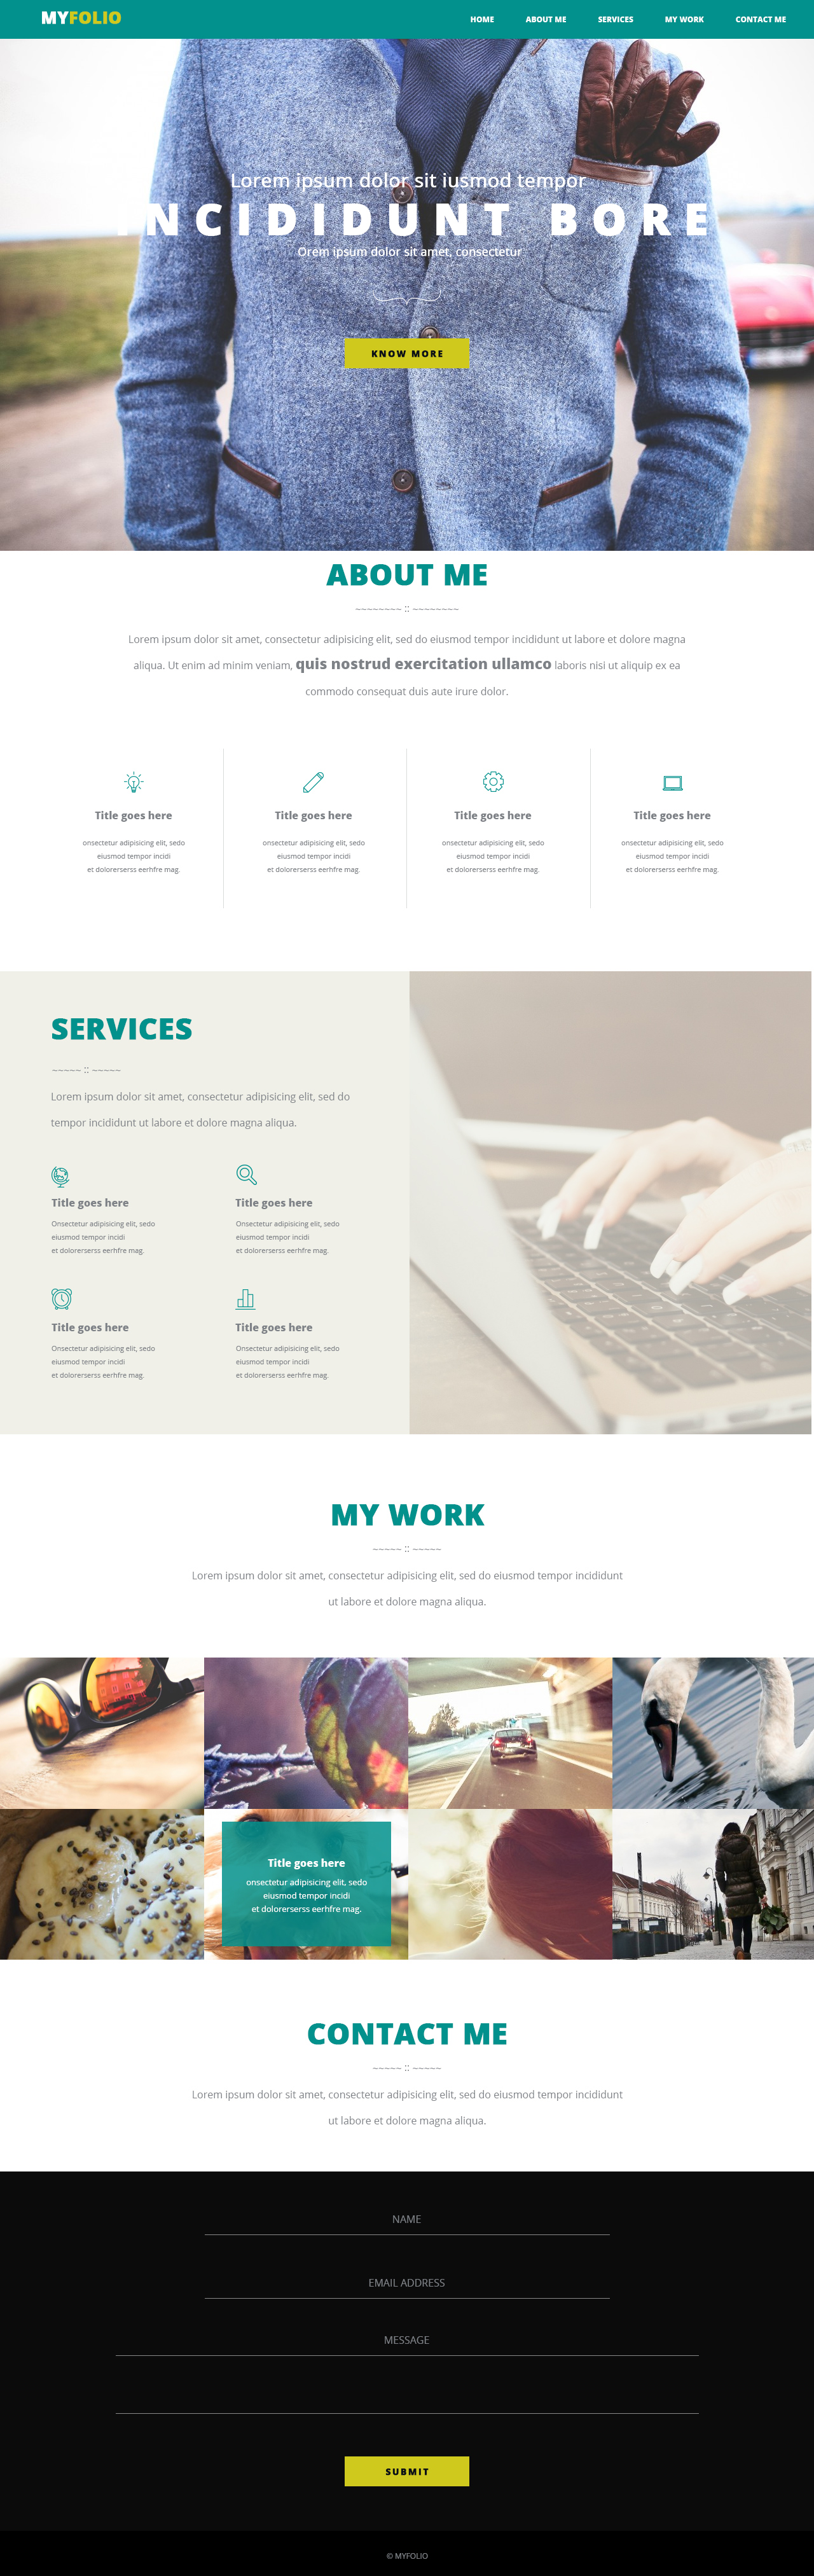 MYFOLIO
HOME ABOUT ME SERVICES MY WORK CONTACT ME
Lorem ipsum dolor sit iusmod tempor
INCIDIDUNT BORE
Orem ipsum dolor sit amet, consectetur
KNOW MORE
ABOUT ME
~~~~~~~~ :: ~~~~~~~~
Lorem ipsum dolor sit amet, consectetur adipisicing elit, sed do eiusmod tempor incididunt ut labore et dolore magna
aliqua. Ut enim ad minim veniam, quis nostrud exercitation ullamco laboris nisi ut aliquip ex ea
commodo consequat duis aute irure dolor.
Title goes here
onsectetur adipisicing elit, sedo
eiusmod tempor incidi
et dolorerserss eerhfre mag.
Title goes here
onsectetur adipisicing elit, sedo
eiusmod tempor incidi
et dolorerserss eerhfre mag.
Title goes here
onsectetur adipisicing elit, sedo
eiusmod tempor incidi
et dolorerserss eerhfre mag.
Title goes here
onsectetur adipisicing elit, sedo
eiusmod tempor incidi
et dolorerserss eerhfre mag.
SERVICES
~~~~~ :: ~~~~~
Lorem ipsum dolor sit amet, consectetur adipisicing elit, sed do
tempor incididunt ut labore et dolore magna aliqua.
Title goes here
Onsectetur adipisicing elit, sedo
eiusmod tempor incidi
et dolorerserss eerhfre mag.
Title goes here
Onsectetur adipisicing elit, sedo
eiusmod tempor incidi
et dolorerserss eerhfre mag.
Title goes here
Onsectetur adipisicing elit, sedo
eiusmod tempor incidi
et dolorerserss eerhfre mag.
Title goes here
Onsectetur adipisicing elit, sedo
eiusmod tempor incidi
et dolorerserss eerhfre mag.
MY WORK
~~~~~ :: ~~~~~
Lorem ipsum dolor sit amet, consectetur adipisicing elit, sed do eiusmod tempor incididunt
ut labore et dolore magna aliqua.
Title goes here
onsectetur adipisicing elit, sedo
eiusmod tempor incidi
et dolorerserss eerhfre mag.
CONTACT ME
~~~~~ :: ~~~~~
Lorem ipsum dolor sit amet, consectetur adipisicing elit, sed do eiusmod tempor incididunt
ut labore et dolore magna aliqua.
NAME
EMAIL ADDRESS
MESSAGE
SUBMIT
© MYFOLIO